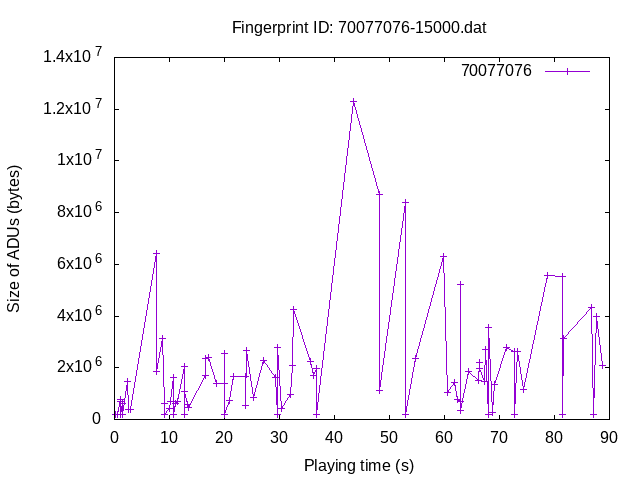 Fingerprint ID: 70077076-15000.dat
1.4x10^7
1.2x10^7
1x10^7
8x10^6
6x10^6
4x10^6
2x10^6
0
Size of ADUs (bytes)
70077076
0 10 20 30 40 50 60 70 80 90
Playing time (s)